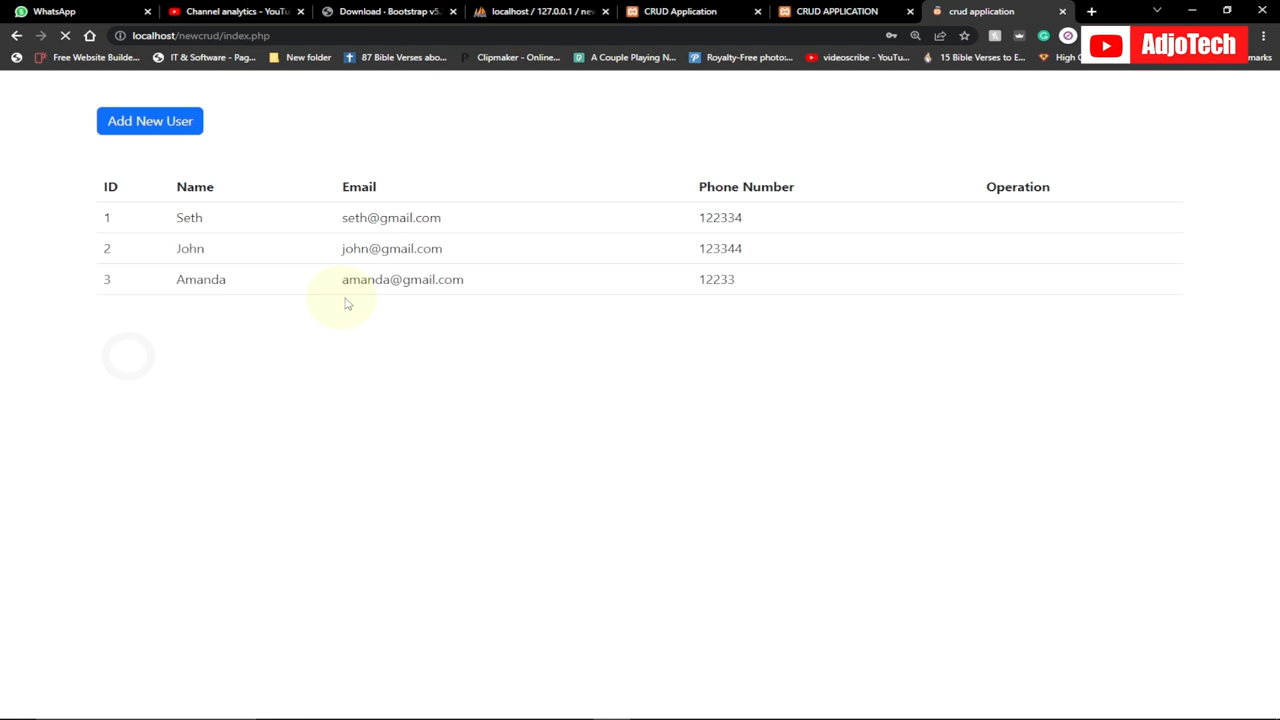 WhatsApp
Channel analytics - YouTu
Download · Bootstrap v5.
localhost / 127.0.0.1 / nev
CRUD Application
CRUD APPLICATION
crud application
localhost/newcrud/index.php
Free Website Builde...
IT & Software - Pag...
New folder
87 Bible Verses abo...
Clipmaker - Online...
A Couple Playing N...
Royalty-Free photo:...
videoscribe - YouTu...
15 Bible Verses to E...
High
AdjoTech
Add New User
ID Name Email Phone Number Operation
1 Seth seth@gmail.com 122334
2 John john@gmail.com 123344
3 Amanda amanda@gmail.com 12233